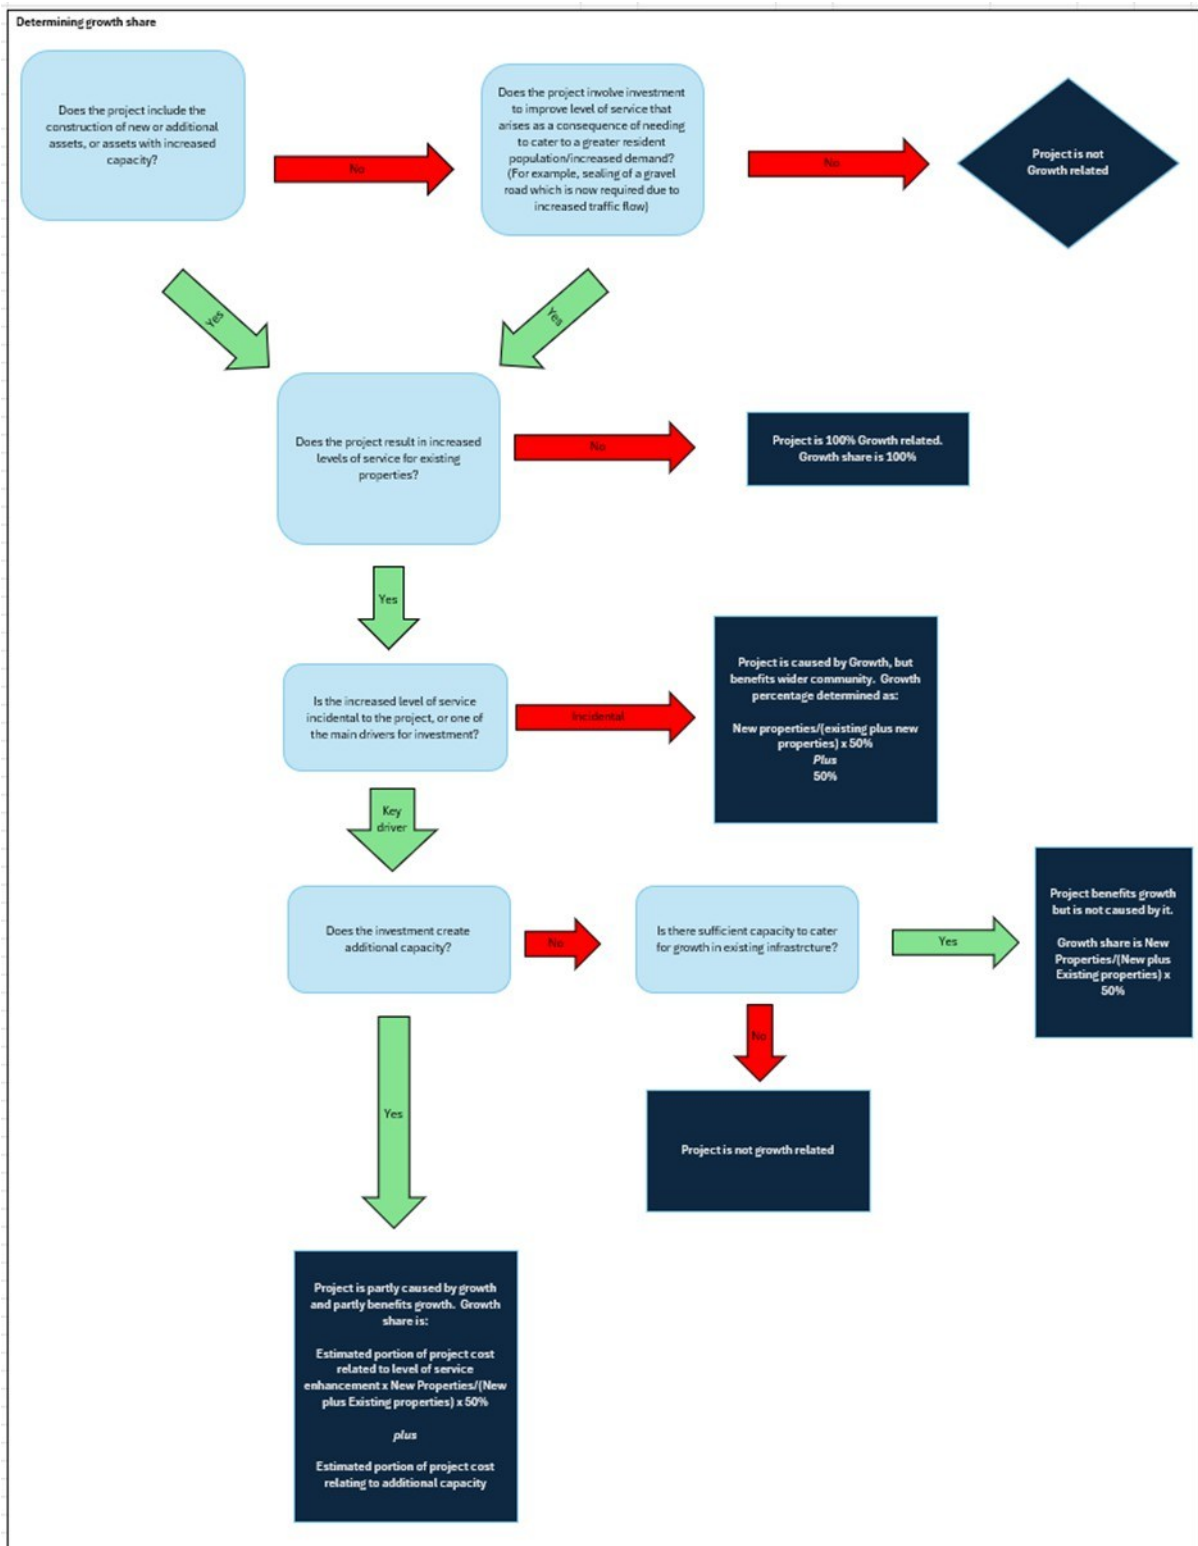 Determining growth share
Does the project include the
construction of new or additional
assets, or assets with increased
capacity?
No
Does the project involve investment
to improve level of service that
arises as a consequence of needing
to cater to a greater resident
population/increased demand?
(For example, sealing of a gravel
road which is now required due to
increased traffic flow)
No
Project is not
Growth related
Yes
Yes
Does the project result in increased
levels of service for existing
properties?
No
Project is 100% Growth related.
Growth share is 100%
Yes
Is the increased level of service
incidental to the project, or one of
the main drivers for investment?
Incidental
Project is caused by Growth, but
benefits wider community. Growth
percentage determined as:
New properties/(existing plus new
properties) x 50%
Plus
50%
Key
driver
Does the investment create
additional capacity?
No
Is there sufficient capacity to cater
for growth in existing infrastrcture?
Yes
Project benefits growth
but is not caused by it.
Growth share is New
Properties/(New plus
Existing properties) x
50%
No
Project is not growth related
Yes
Project is partly caused by growth
and partly benefits growth. Growth
share is:
Estimated portion of project cost
related to level of service
enhancement x New Properties/(New
plus Existing properties) x 50%
plus
Estimated portion of project cost
relating to additional capacity